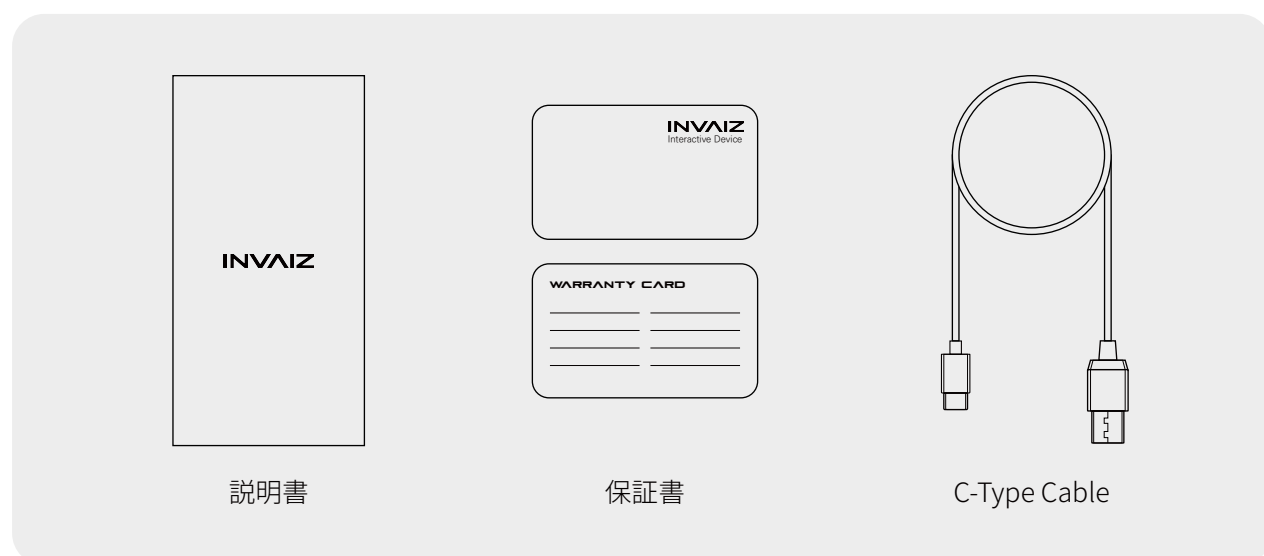 INVAIZ
説明書
INVAIZ
Interactive Device
WARRANTY CARD
保証書
C-Type Cable